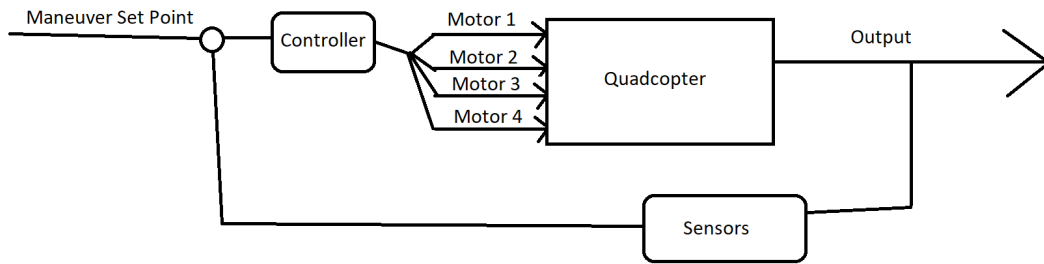 Maneuver Set Point
Controller
Motor 1
Motor 2
Motor 3
Motor 4
Quadcopter
Output
Sensors